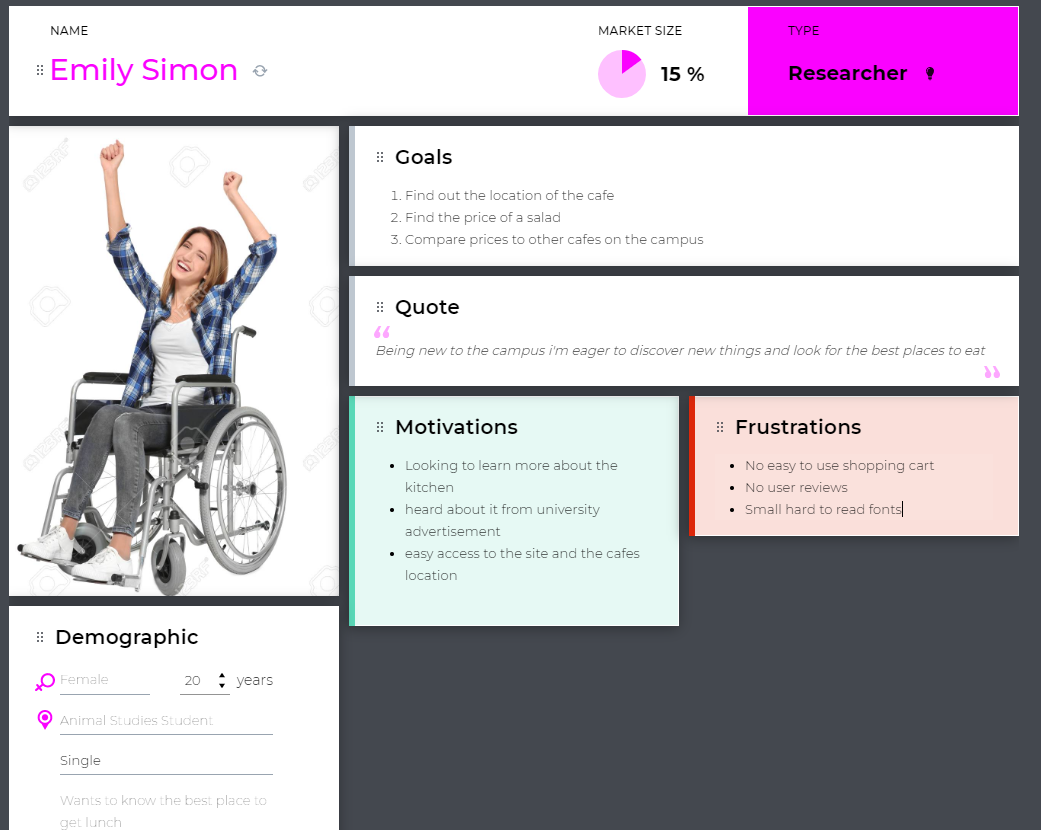 NAME
Emily Simon
MARKET SIZE
15 %
TYPE
Researcher
Goals
1. Find out the location of the cafe
2. Find the price of a salad
3. Compare prices to other cafes on the campus
Quote
“
Being new to the campus i'm eager to discover new things and look for the best places to eat
”
Motivations
• Looking to learn more about the
kitchen
• heard about it from university
advertisement
• easy access to the site and the cafes
location
Frustrations
• No easy to use shopping cart
• No user reviews
• Small hard to read fonts
Demographic
Female
20 years
Animal Studies Student
Single
Wants to know the best place to
get lunch